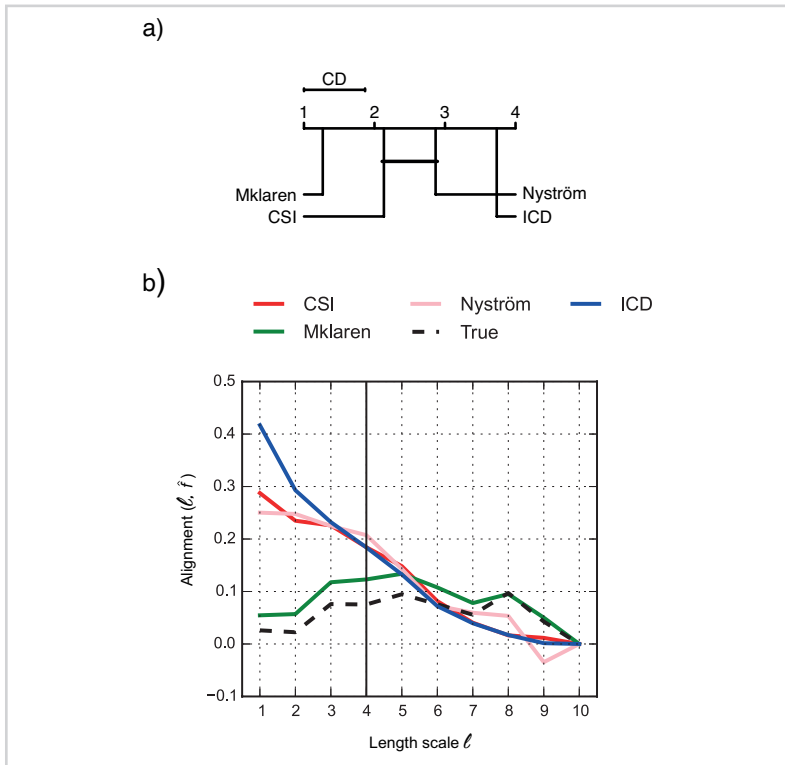 a)
CD
1 2 3 4
Mklaren Nyström
CSI ICD
b)
CSI Nyström ICD
Mklaren True
0.5
0.4
0.3
0.2
0.1
0.0
−0.1
Alignment (ℓ, f̂)
1 2 3 4 5 6 7 8 9 10
Length scale ℓ